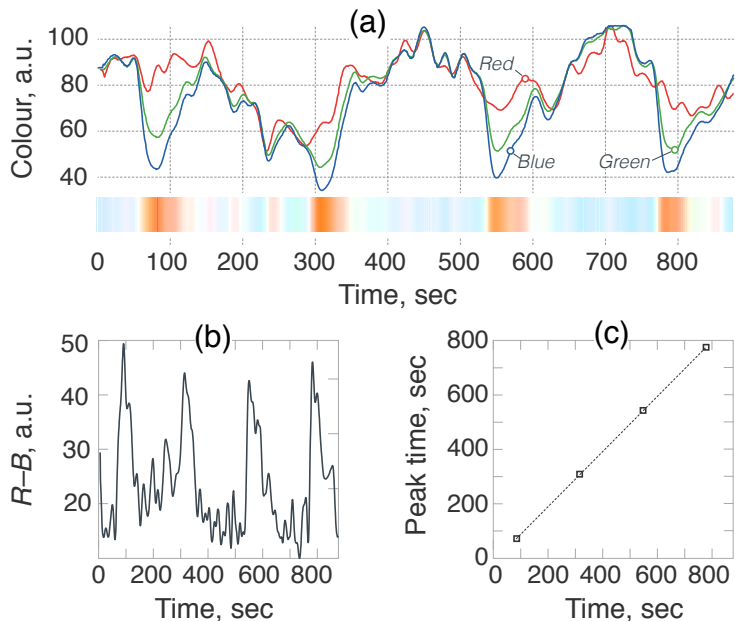 (a)
Colour, a.u.
100
80
60
40
Red
Blue
Green
0 100 200 300 400 500 600 700 800
Time, sec
(b)
R–B, a.u.
50
40
30
20
0 200 400 600 800
Time, sec
(c)
Peak time, sec
800
600
400
200
0
0 200 400 600 800
Time, sec